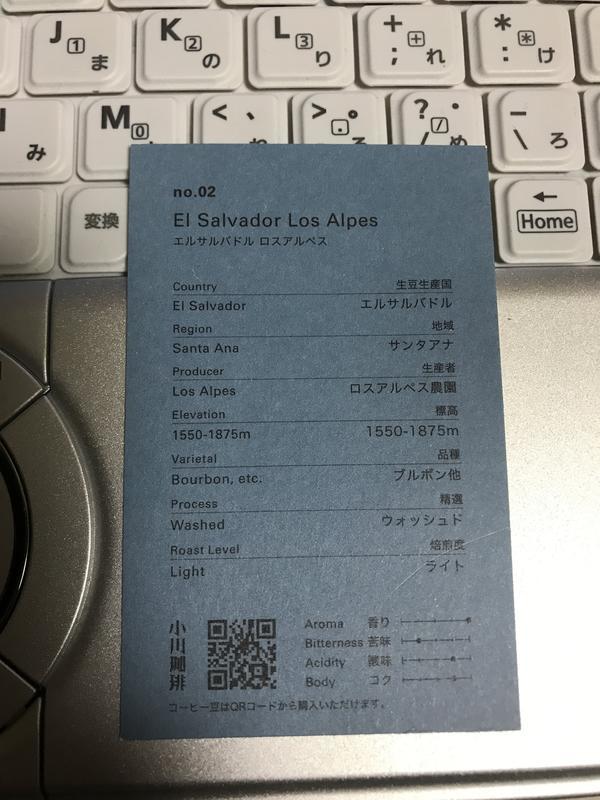 J 1 ま
K 2 の
L 3 り
+ ; + れ
* : * け
み
M 0
< 、
> 。 .
? ・ / / め
_ \ ろ
変換
← Home
no.02
El Salvador Los Alpes
エルサルバドル ロスアルペス
Country 生豆生産国
El Salvador エルサルバドル
Region 地域
Santa Ana サンタアナ
Producer 生産者
Los Alpes ロスアルペス農園
Elevation 標高
1550-1875m 1550-1875m
Varietal 品種
Bourbon, etc. ブルボン他
Process 精選
Washed ウォッシュド
Roast Level 焙煎度
Light ライト
小川珈琲
Aroma 香り
Bitterness 苦味
Acidity 酸味
Body コク
コーヒー豆はQRコードから購入いただけます。